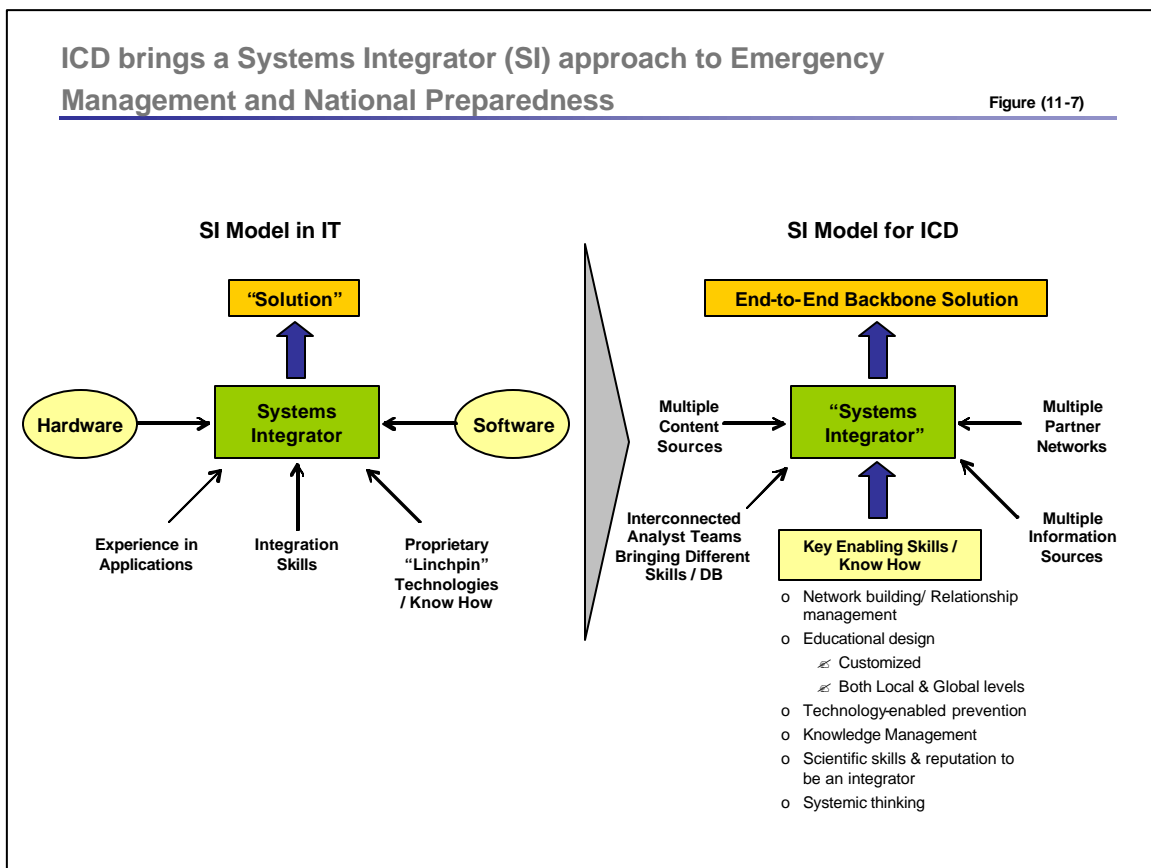 ICD brings a Systems Integrator (SI) approach to Emergency
Management and National Preparedness
Figure (11-7)
SI Model in IT
“Solution”
Hardware
Systems
Integrator
Software
Experience in
Applications
Integration
Skills
Proprietary
“Linchpin”
Technologies
/ Know How
SI Model for ICD
End-to-End Backbone Solution
Multiple
Content
Sources
“Systems
Integrator”
Multiple
Partner
Networks
Interconnected
Analyst Teams
Bringing Different
Skills / DB
Key Enabling Skills /
Know How
Multiple
Information
Sources
o Network building/ Relationship
management
o Educational design
Customized
Both Local & Global levels
o Technology-enabled prevention
o Knowledge Management
o Scientific skills & reputation to
be an integrator
o Systemic thinking